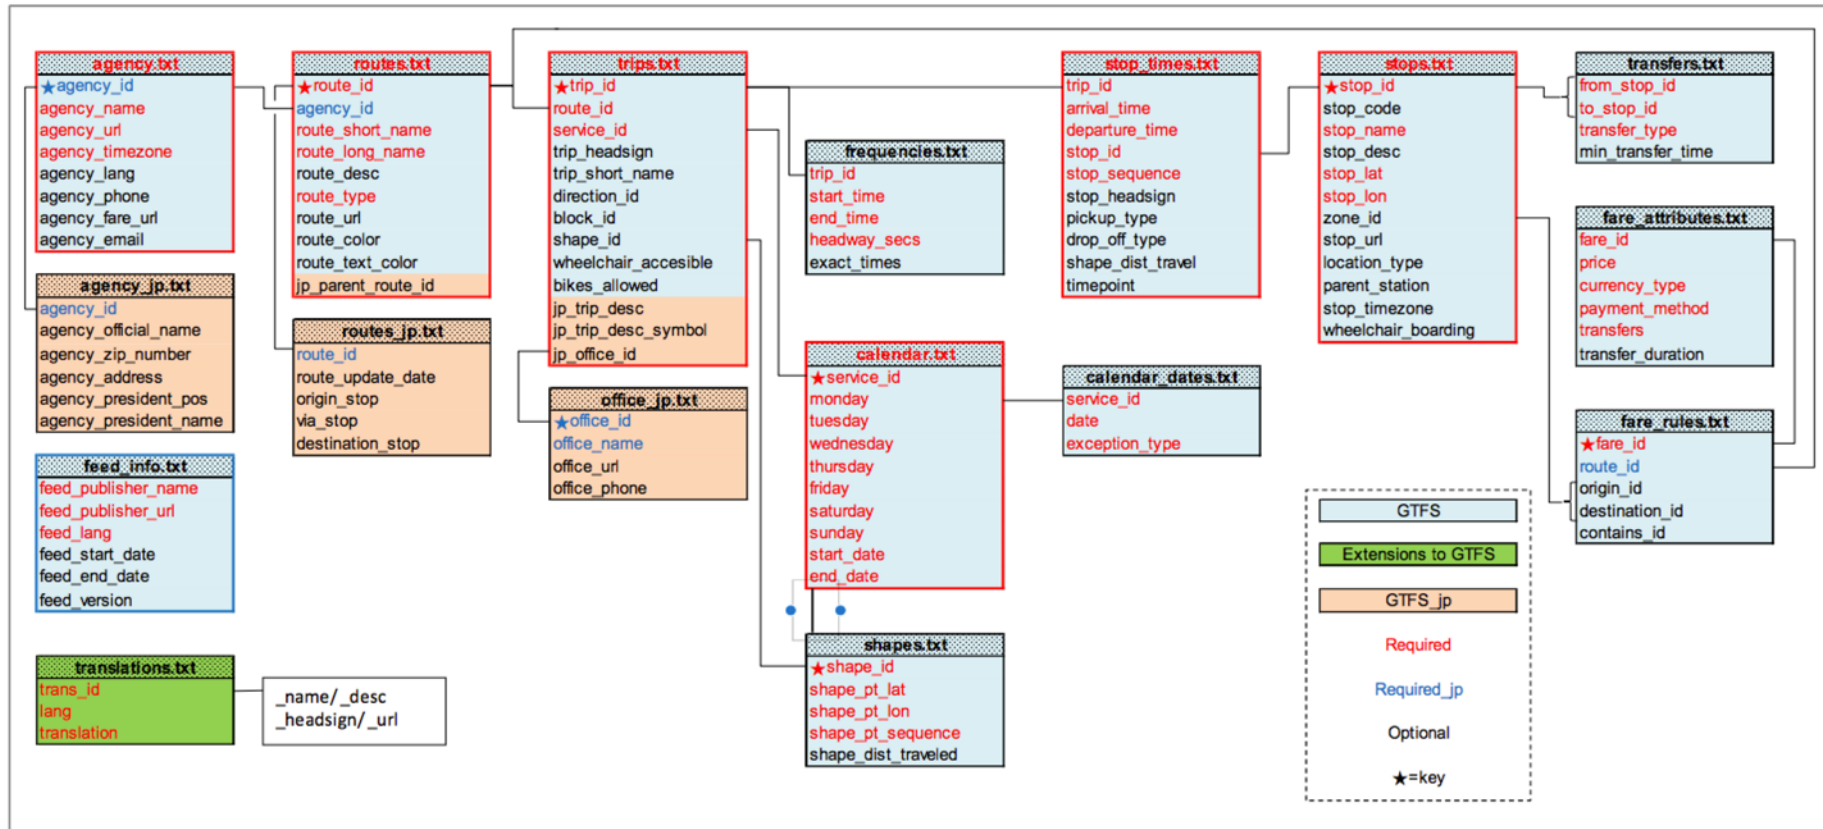 agency.txt
★agency_id
agency_name
agency_url
agency_timezone
agency_lang
agency_phone
agency_fare_url
agency_email
agency_jp.txt
agency_id
agency_official_name
agency_zip_number
agency_address
agency_president_pos
agency_president_name
feed_info.txt
feed_publisher_name
feed_publisher_url
feed_lang
feed_start_date
feed_end_date
feed_version
translations.txt
trans_id
lang
translation
_name/_desc
_headsign/_url
routes.txt
★route_id
agency_id
route_short_name
route_long_name
route_desc
route_type
route_url
route_color
route_text_color
jp_parent_route_id
routes_jp.txt
route_id
route_update_date
origin_stop
via_stop
destination_stop
trips.txt
★trip_id
route_id
service_id
trip_headsign
trip_short_name
direction_id
block_id
shape_id
wheelchair_accesible
bikes_allowed
jp_trip_desc
jp_trip_desc_symbol
jp_office_id
office_jp.txt
★office_id
office_name
office_url
office_phone
frequencies.txt
trip_id
start_time
end_time
headway_secs
exact_times
calendar.txt
★service_id
monday
tuesday
wednesday
thursday
friday
saturday
sunday
start_date
end_date
shapes.txt
★shape_id
shape_pt_lat
shape_pt_lon
shape_pt_sequence
shape_dist_traveled
stop_times.txt
trip_id
arrival_time
departure_time
stop_id
stop_sequence
stop_headsign
pickup_type
drop_off_type
shape_dist_travel
timepoint
calendar_dates.txt
service_id
date
exception_type
stops.txt
★stop_id
stop_code
stop_name
stop_desc
stop_lat
stop_lon
zone_id
stop_url
location_type
parent_station
stop_timezone
wheelchair_boarding
transfers.txt
from_stop_id
to_stop_id
transfer_type
min_transfer_time
fare_attributes.txt
fare_id
price
currency_type
payment_method
transfers
transfer_duration
fare_rules.txt
★fare_id
route_id
origin_id
destination_id
contains_id
GTFS
Extensions to GTFS
GTFS_jp
Required
Required_jp
Optional
★=key